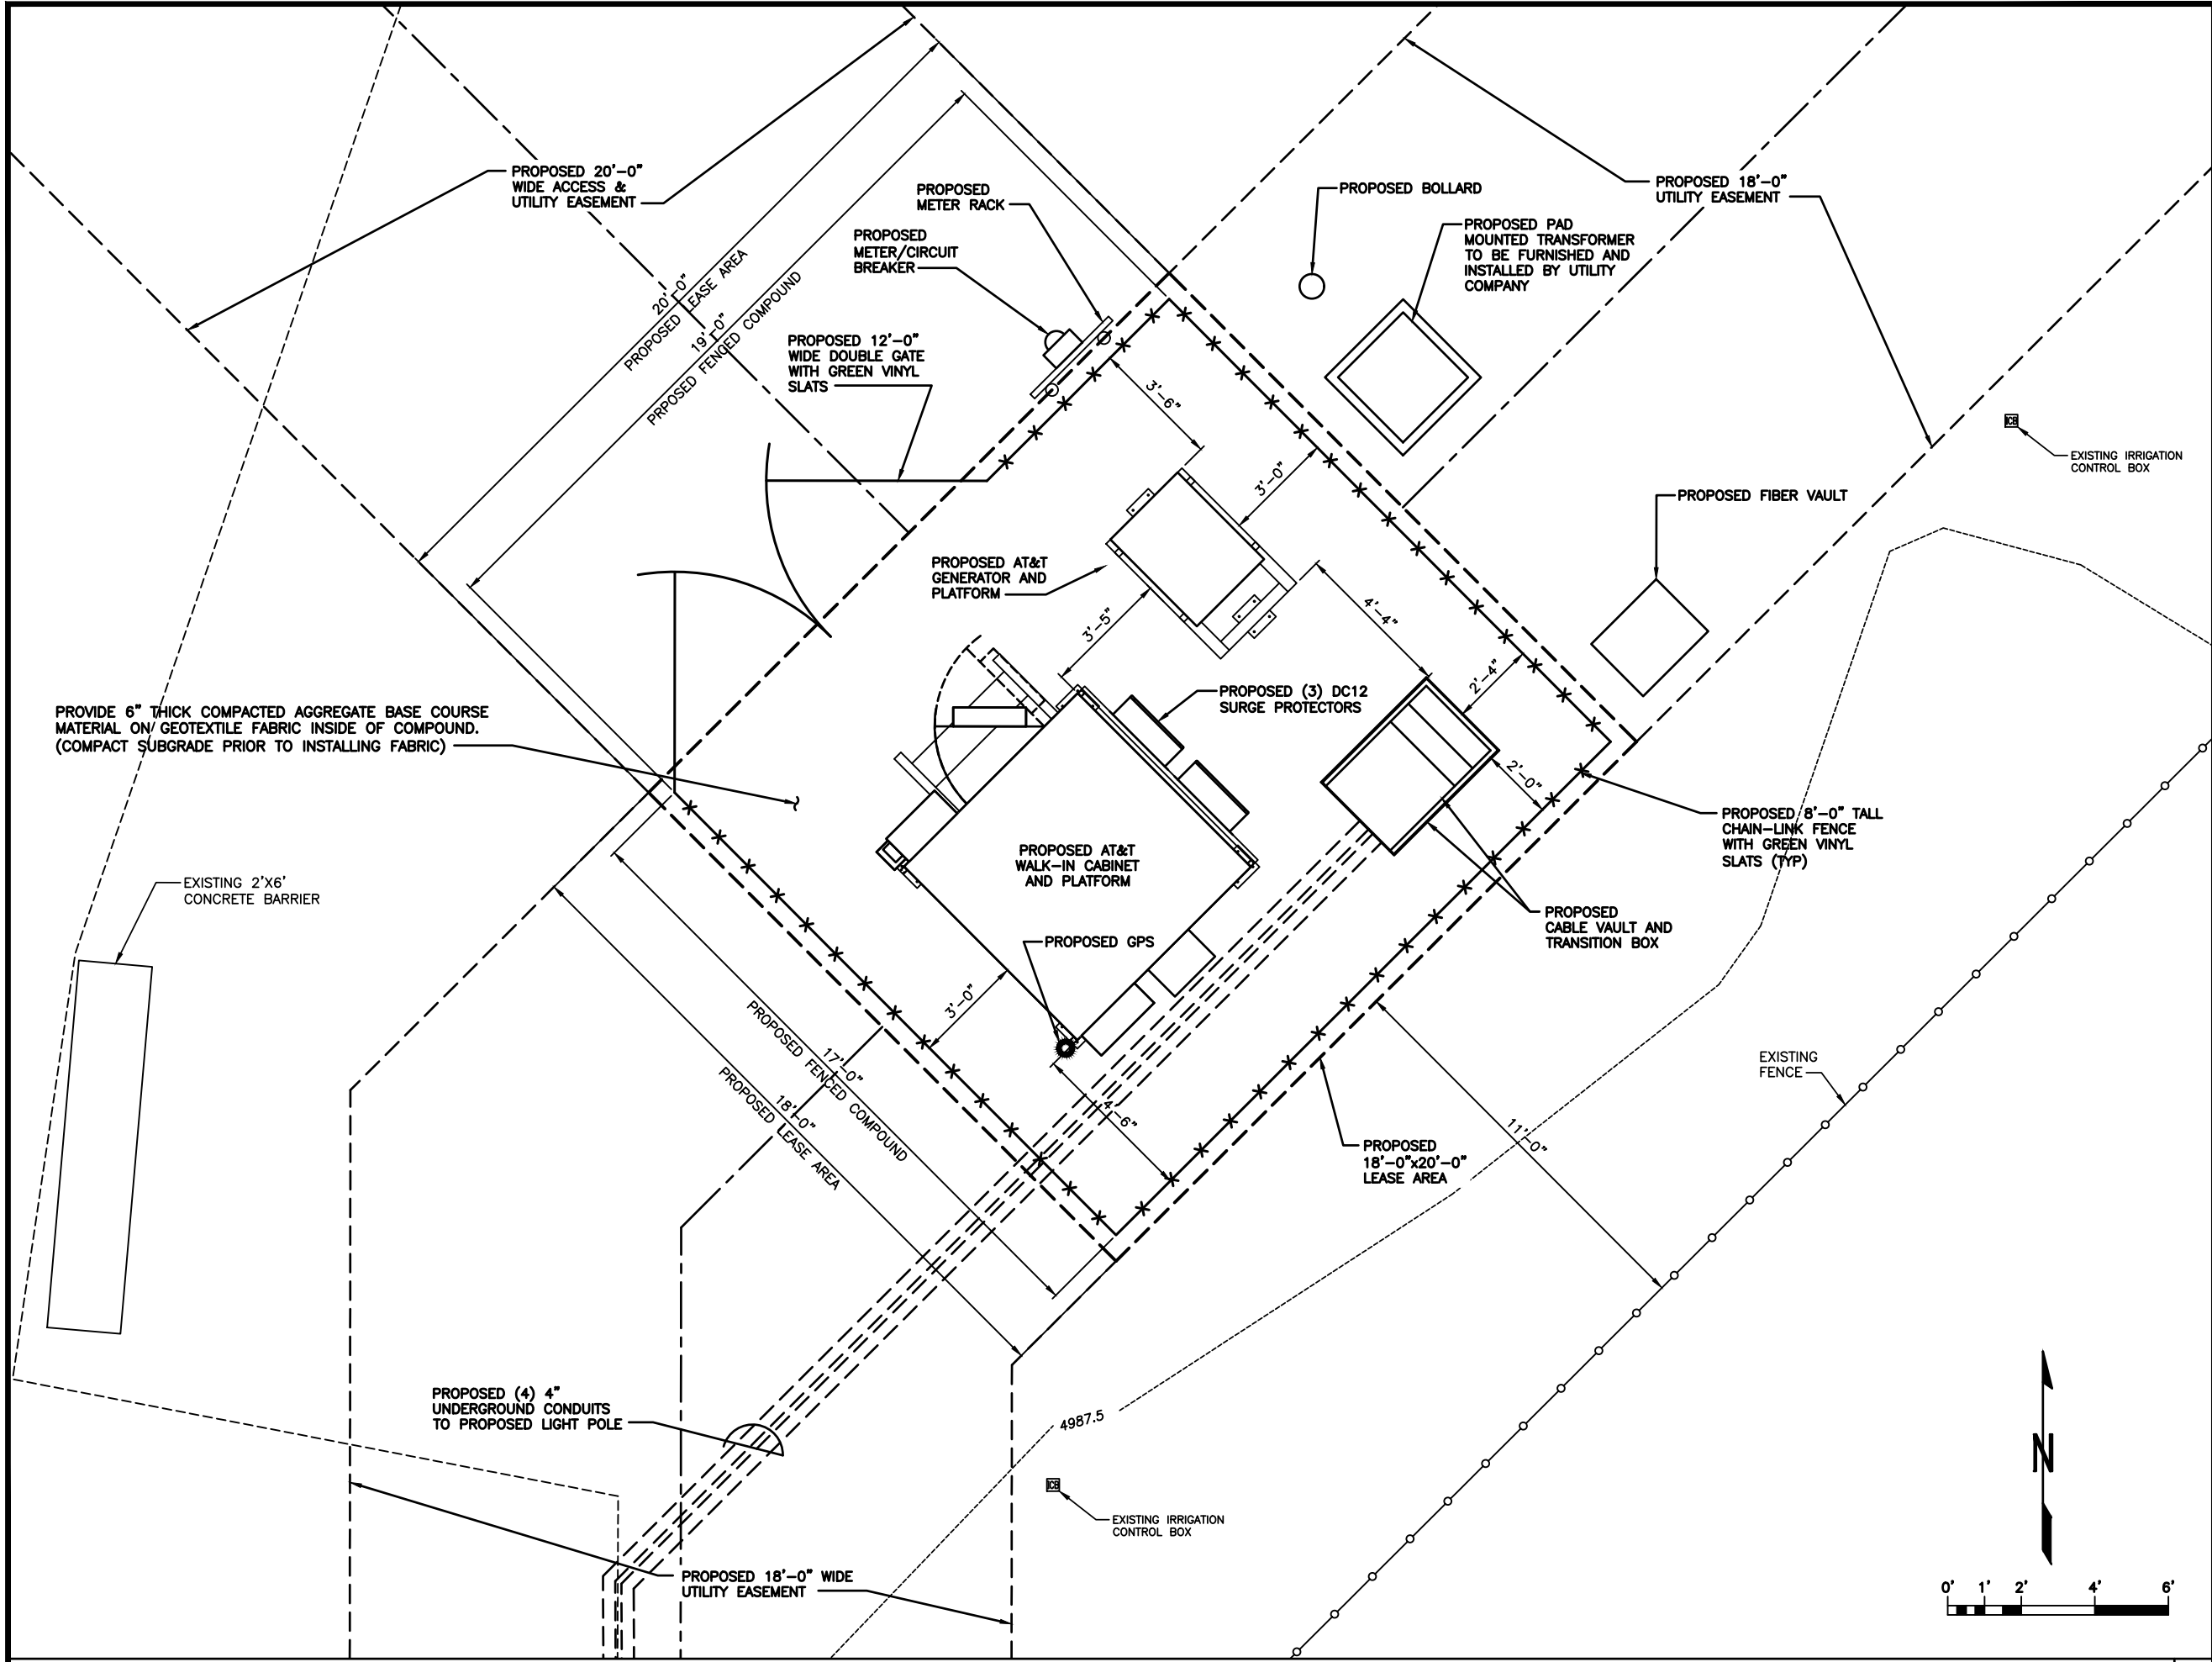 PROPOSED 20'-0"
WIDE ACCESS &
UTILITY EASEMENT
PROPOSED
METER RACK
PROPOSED
METER/CIRCUIT
BREAKER
PROPOSED BOLLARD
PROPOSED PAD
MOUNTED TRANSFORMER
TO BE FURNISHED AND
INSTALLED BY UTILITY
COMPANY
PROPOSED 18'-0"
UTILITY EASEMENT
20'-0"
PROPOSED LEASE AREA
19'-0"
PRPOSED FENCED COMPOUND
PROPOSED 12'-0"
WIDE DOUBLE GATE
WITH GREEN VINYL
SLATS
3'-6"
3'-0"
ICB
EXISTING IRRIGATION
CONTROL BOX
PROPOSED FIBER VAULT
PROPOSED AT&T
GENERATOR AND
PLATFORM
3'-5"
4'-4"
2'-4"
2'-0"
PROPOSED (3) DC12
SURGE PROTECTORS
PROVIDE 6" THICK COMPACTED AGGREGATE BASE COURSE
MATERIAL ON GEOTEXTILE FABRIC INSIDE OF COMPOUND.
(COMPACT SUBGRADE PRIOR TO INSTALLING FABRIC)
PROPOSED 8'-0" TALL
CHAIN-LINK FENCE
WITH GREEN VINYL
SLATS (TYP)
PROPOSED AT&T
WALK-IN CABINET
AND PLATFORM
EXISTING 2'X6'
CONCRETE BARRIER
PROPOSED
CABLE VAULT AND
TRANSITION BOX
PROPOSED GPS
3'-0"
17'-0"
PROPOSED FENCED COMPOUND
18'-0"
PROPOSED LEASE AREA
4'-6"
EXISTING
FENCE
11'-0"
PROPOSED
18'-0"x20'-0"
LEASE AREA
PROPOSED (4) 4"
UNDERGROUND CONDUITS
TO PROPOSED LIGHT POLE
4987.5
ICB
EXISTING IRRIGATION
CONTROL BOX
PROPOSED 18'-0" WIDE
UTILITY EASEMENT
N
0' 1' 2' 4' 6'